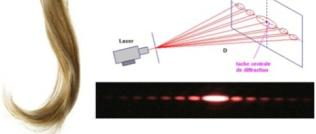 Laser
D
tache centrale
de diffraction